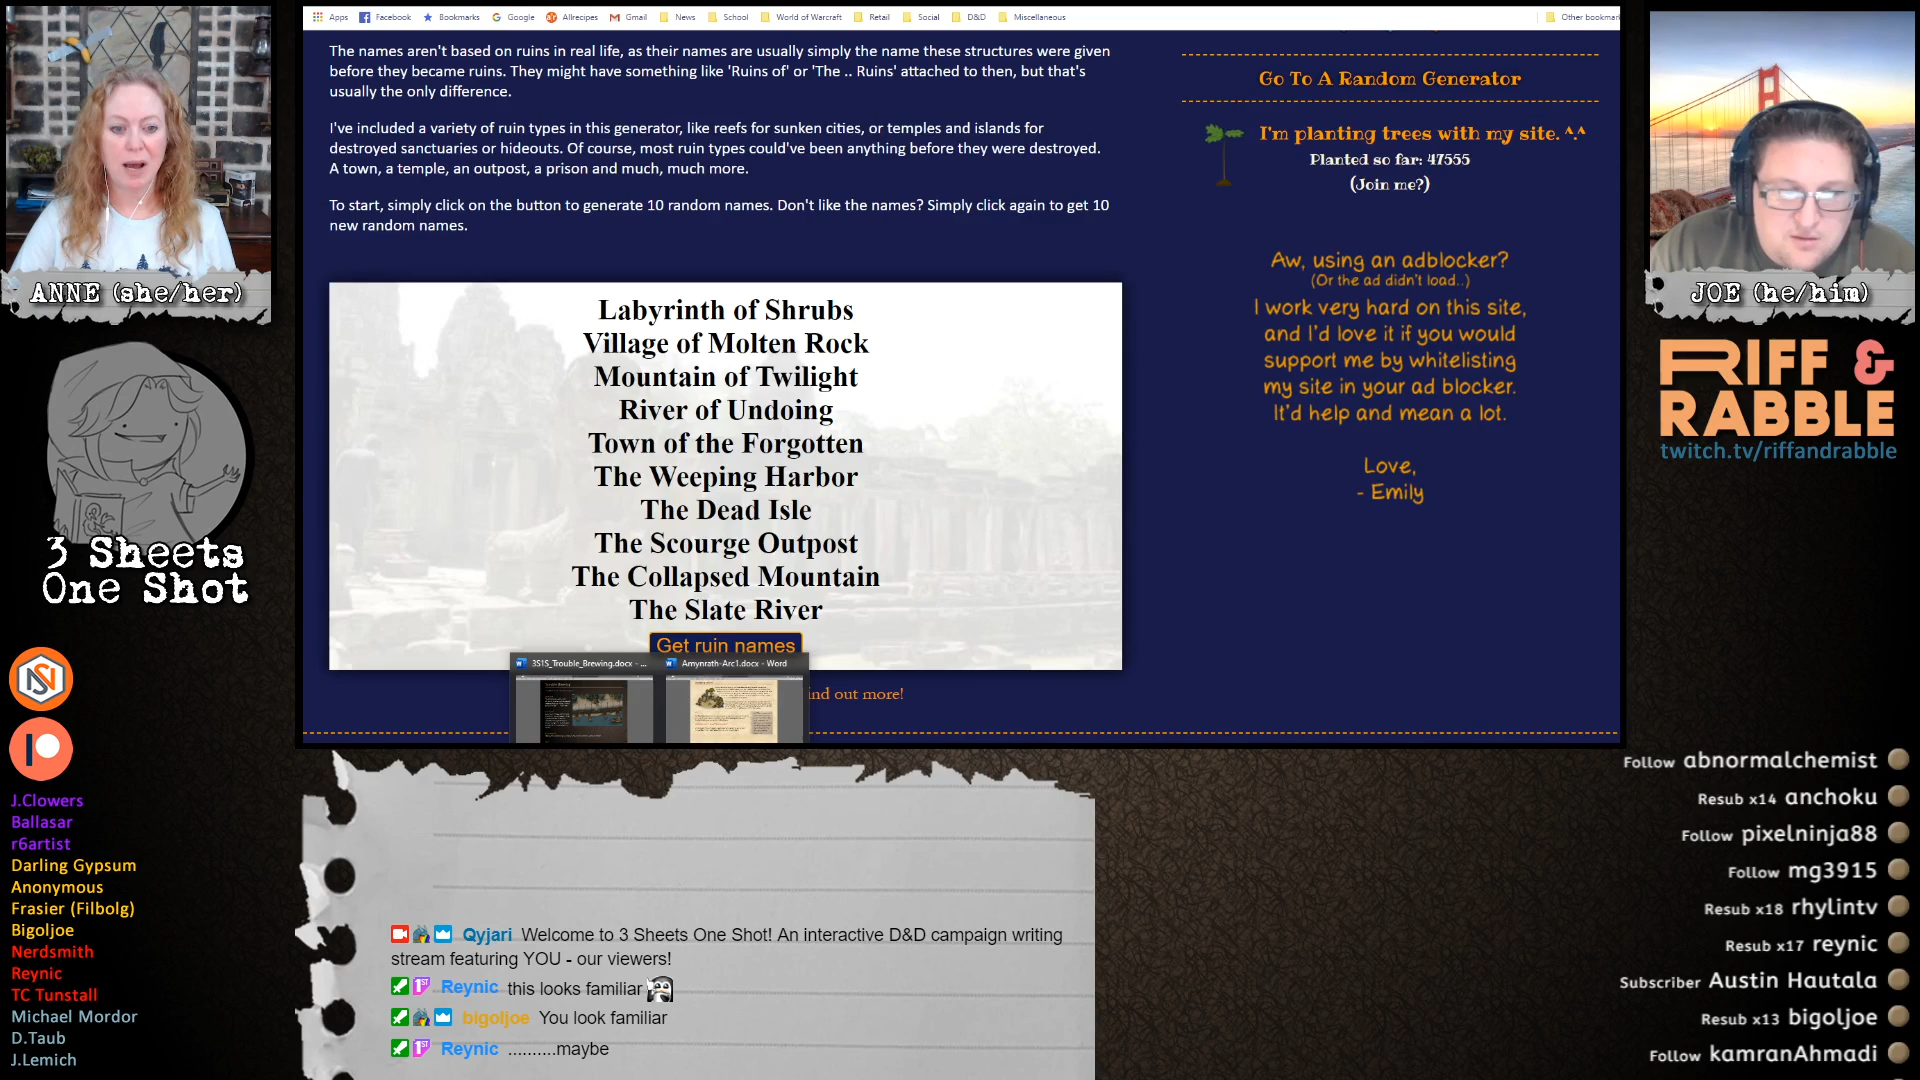 Apps Facebook Bookmarks Google Allrecipes Gmail News School World of Warcraft Retail Social D&D Miscellaneous Other bookmar
The names aren't based on ruins in real life, as their names are usually simply the name these structures were given
before they became ruins. They might have something like 'Ruins of' or 'The .. Ruins' attached to then, but that's
usually the only difference.
I've included a variety of ruin types in this generator, like reefs for sunken cities, or temples and islands for
destroyed sanctuaries or hideouts. Of course, most ruin types could've been anything before they were destroyed.
A town, a temple, an outpost, a prison and much, much more.
To start, simply click on the button to generate 10 random names. Don't like the names? Simply click again to get 10
new random names.
Labyrinth of Shrubs
Village of Molten Rock
Mountain of Twilight
River of Undoing
Town of the Forgotten
The Weeping Harbor
The Dead Isle
The Scourge Outpost
The Collapsed Mountain
The Slate River
Get ruin names
3S1S_Trouble_Brewing.docx - ...
Amynrath-Arc1.docx - Word
ind out more!
Go To A Random Generator
I'm planting trees with my site. ^.^
Planted so far: 47555
(Join me?)
Aw, using an adblocker?
(Or the ad didn't load..)
I work very hard on this site,
and I'd love it if you would
support me by whitelisting
my site in your ad blocker.
It'd help and mean a lot.
Love,
- Emily
ANNE (she/her)
JOE (he/him)
3 Sheets
One Shot
RIFF &
RABBLE
twitch.tv/riffandrabble
J.Clowers
Ballasar
r6artist
Darling Gypsum
Anonymous
Frasier (Filbolg)
Bigoljoe
Nerdsmith
Reynic
TC Tunstall
Michael Mordor
D.Taub
J.Lemich
Qyjari Welcome to 3 Sheets One Shot! An interactive D&D campaign writing
stream featuring YOU - our viewers!
1ST Reynic this looks familiar
bigoljoe You look familiar
1ST Reynic ..........maybe
Follow abnormalchemist
Resub x14 anchoku
Follow pixelninja88
Follow mg3915
Resub x18 rhylintv
Resub x17 reynic
Subscriber Austin Hautala
Resub x13 bigoljoe
Follow kamranAhmadi